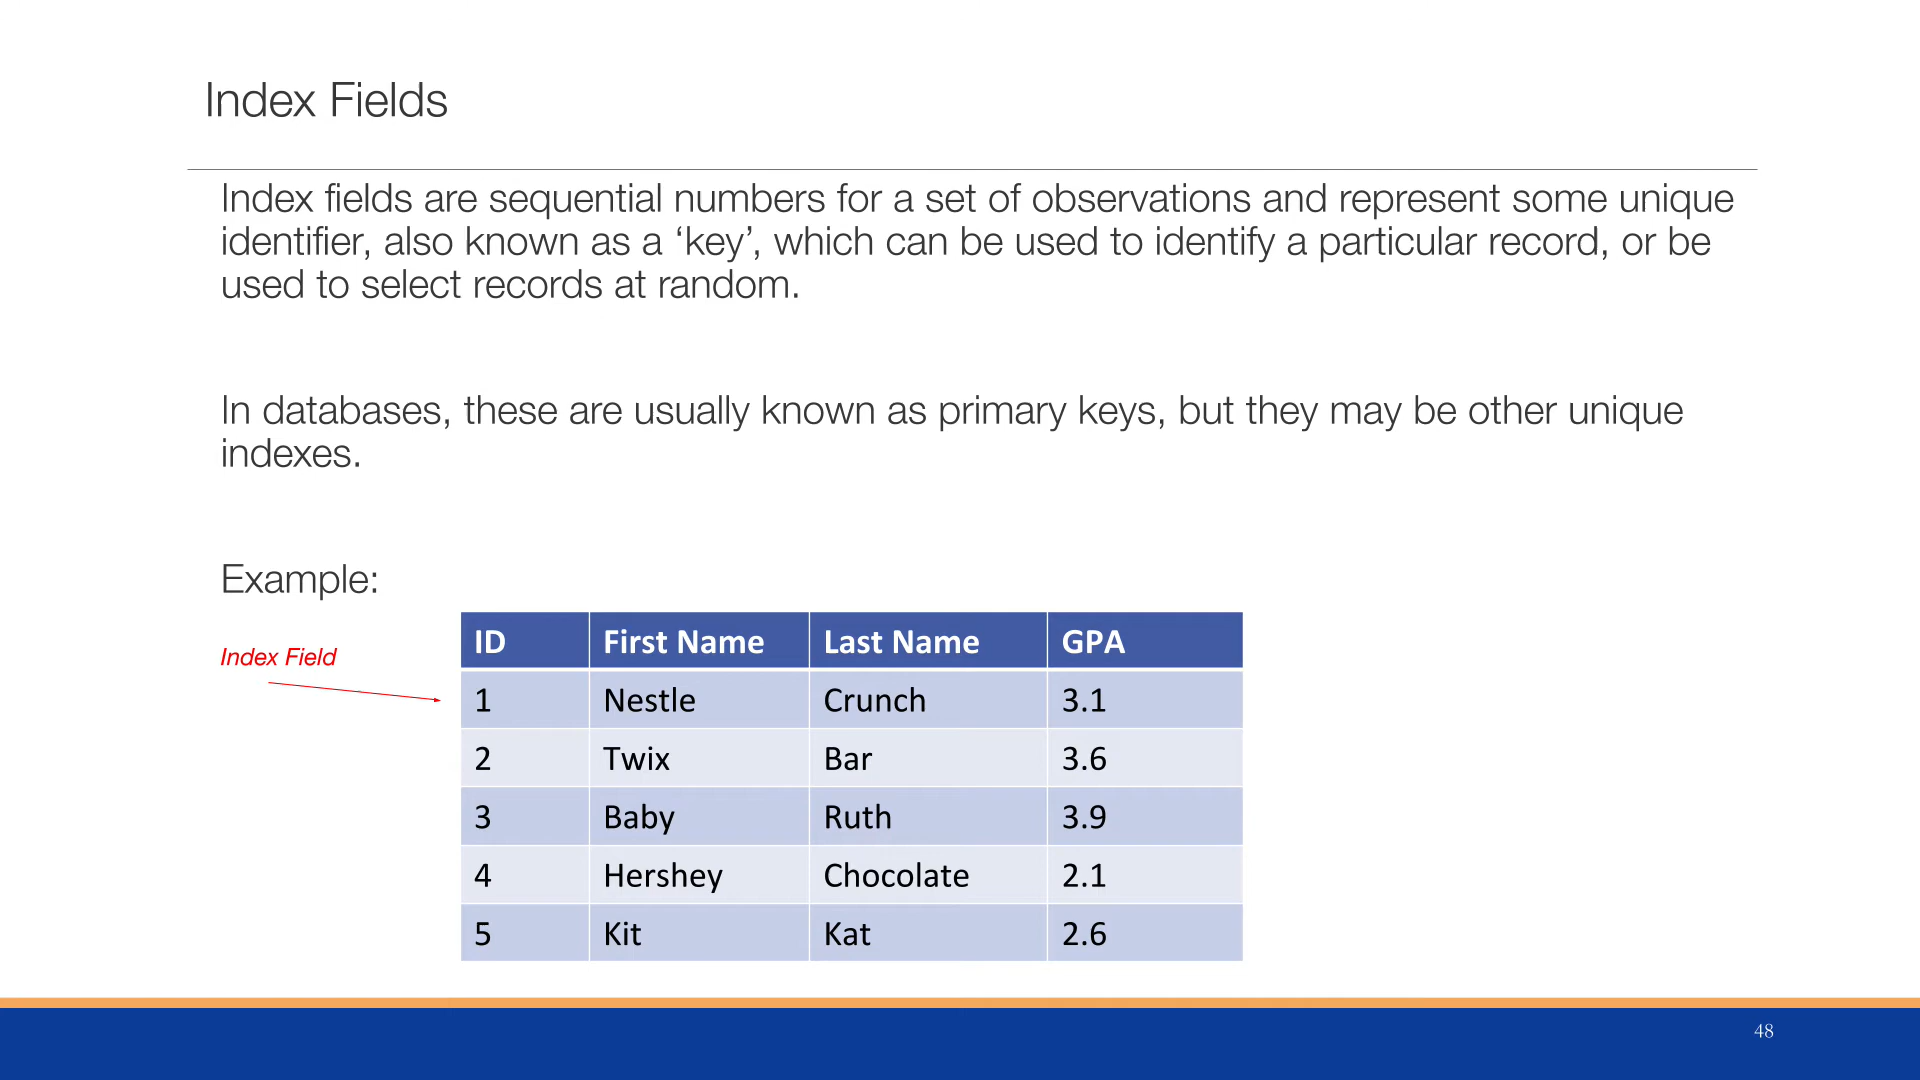 Index Fields
Index fields are sequential numbers for a set of observations and represent some unique
identifier, also known as a ‘key’, which can be used to identify a particular record, or be
used to select records at random.
In databases, these are usually known as primary keys, but they may be other unique
indexes.
Example:
Index Field
ID First Name Last Name GPA
1 Nestle Crunch 3.1
2 Twix Bar 3.6
3 Baby Ruth 3.9
4 Hershey Chocolate 2.1
5 Kit Kat 2.6
48